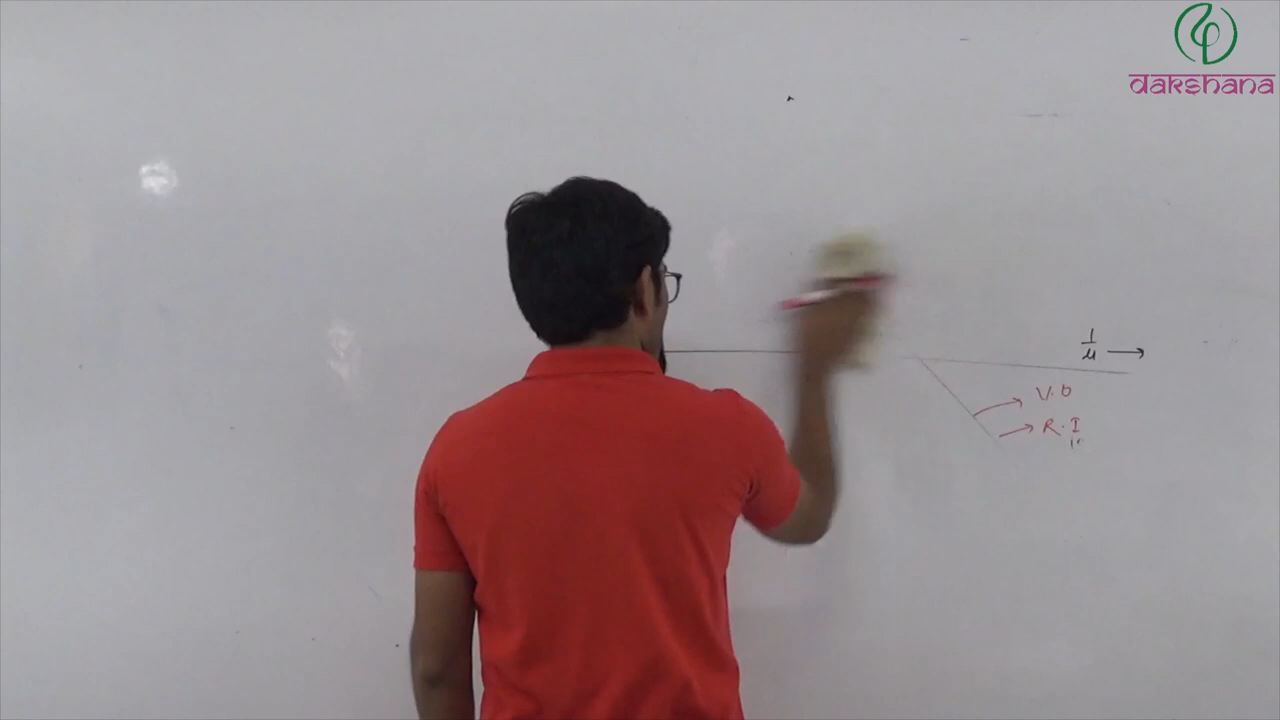 dakshana
1/μ →
V.O
R.I